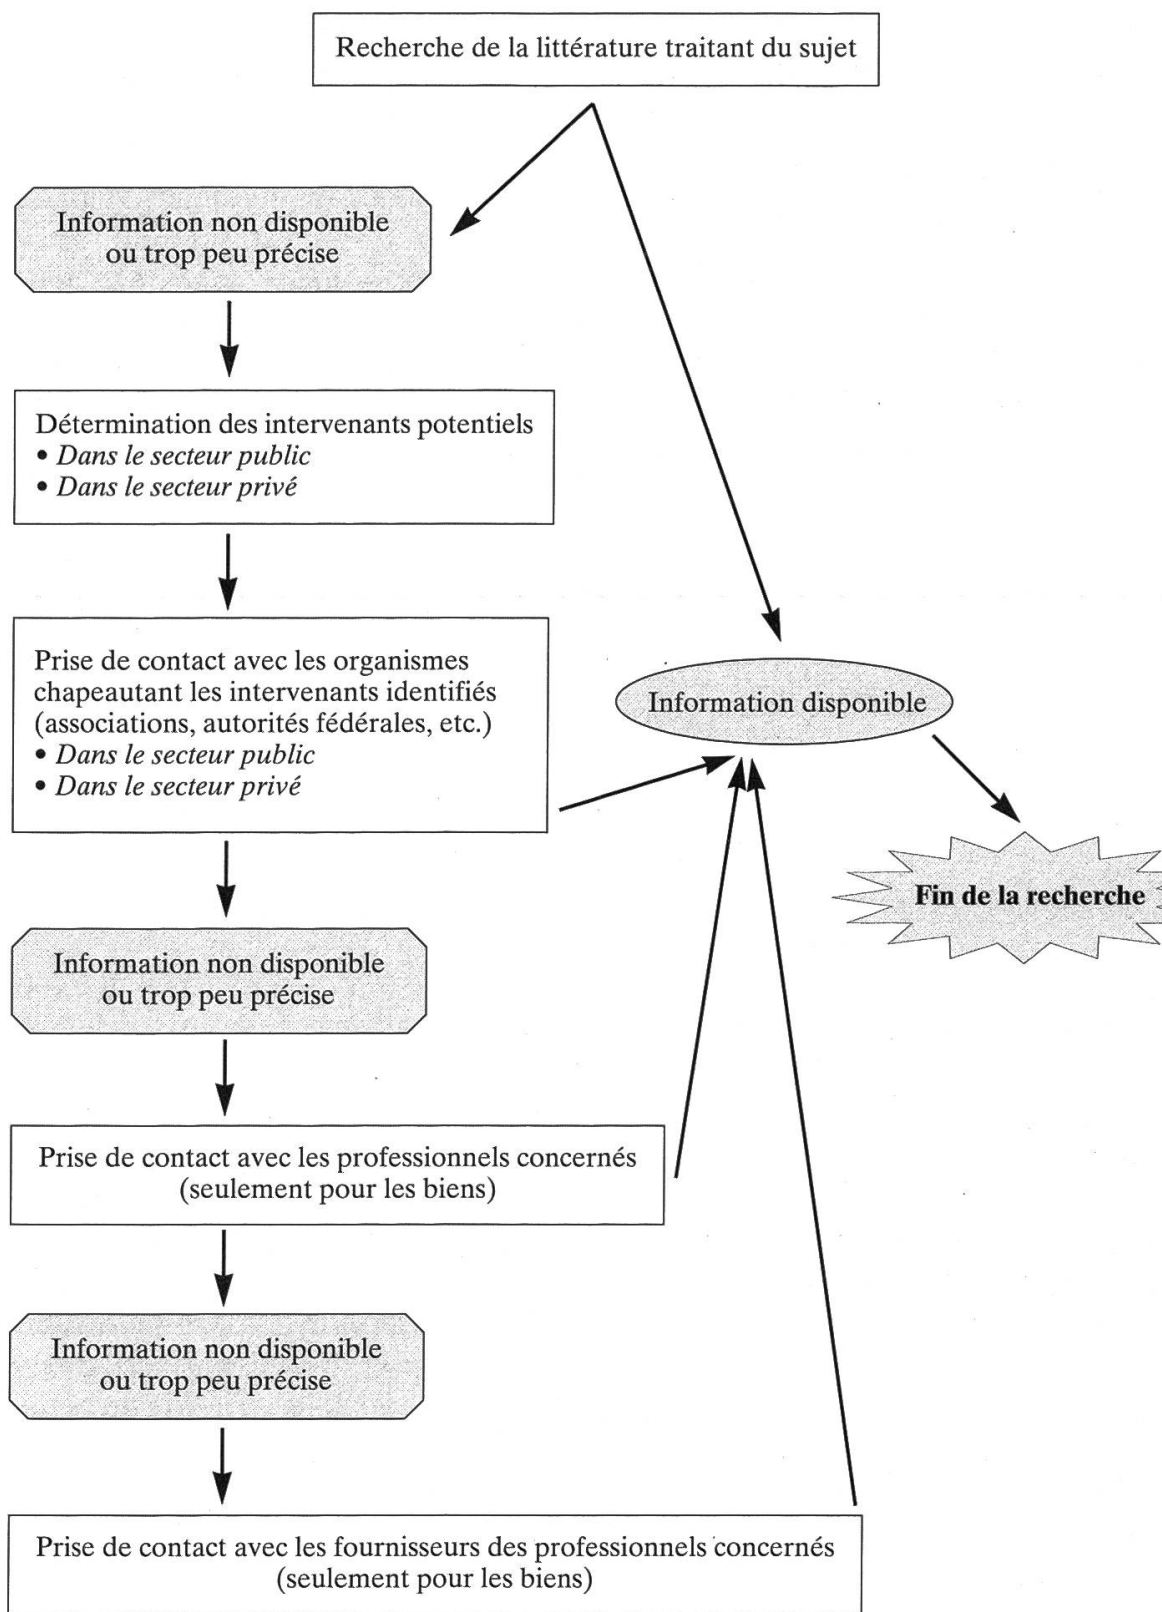 Recherche de la littérature traitant du sujet
Information non disponible
ou trop peu précise
Détermination des intervenants potentiels
• Dans le secteur public
• Dans le secteur privé
Prise de contact avec les organismes
chapeautant les intervenants identifiés
(associations, autorités fédérales, etc.)
• Dans le secteur public
• Dans le secteur privé
Information disponible
Fin de la recherche
Information non disponible
ou trop peu précise
Prise de contact avec les professionnels concernés
(seulement pour les biens)
Information non disponible
ou trop peu précise
Prise de contact avec les fournisseurs des professionnels concernés
(seulement pour les biens)